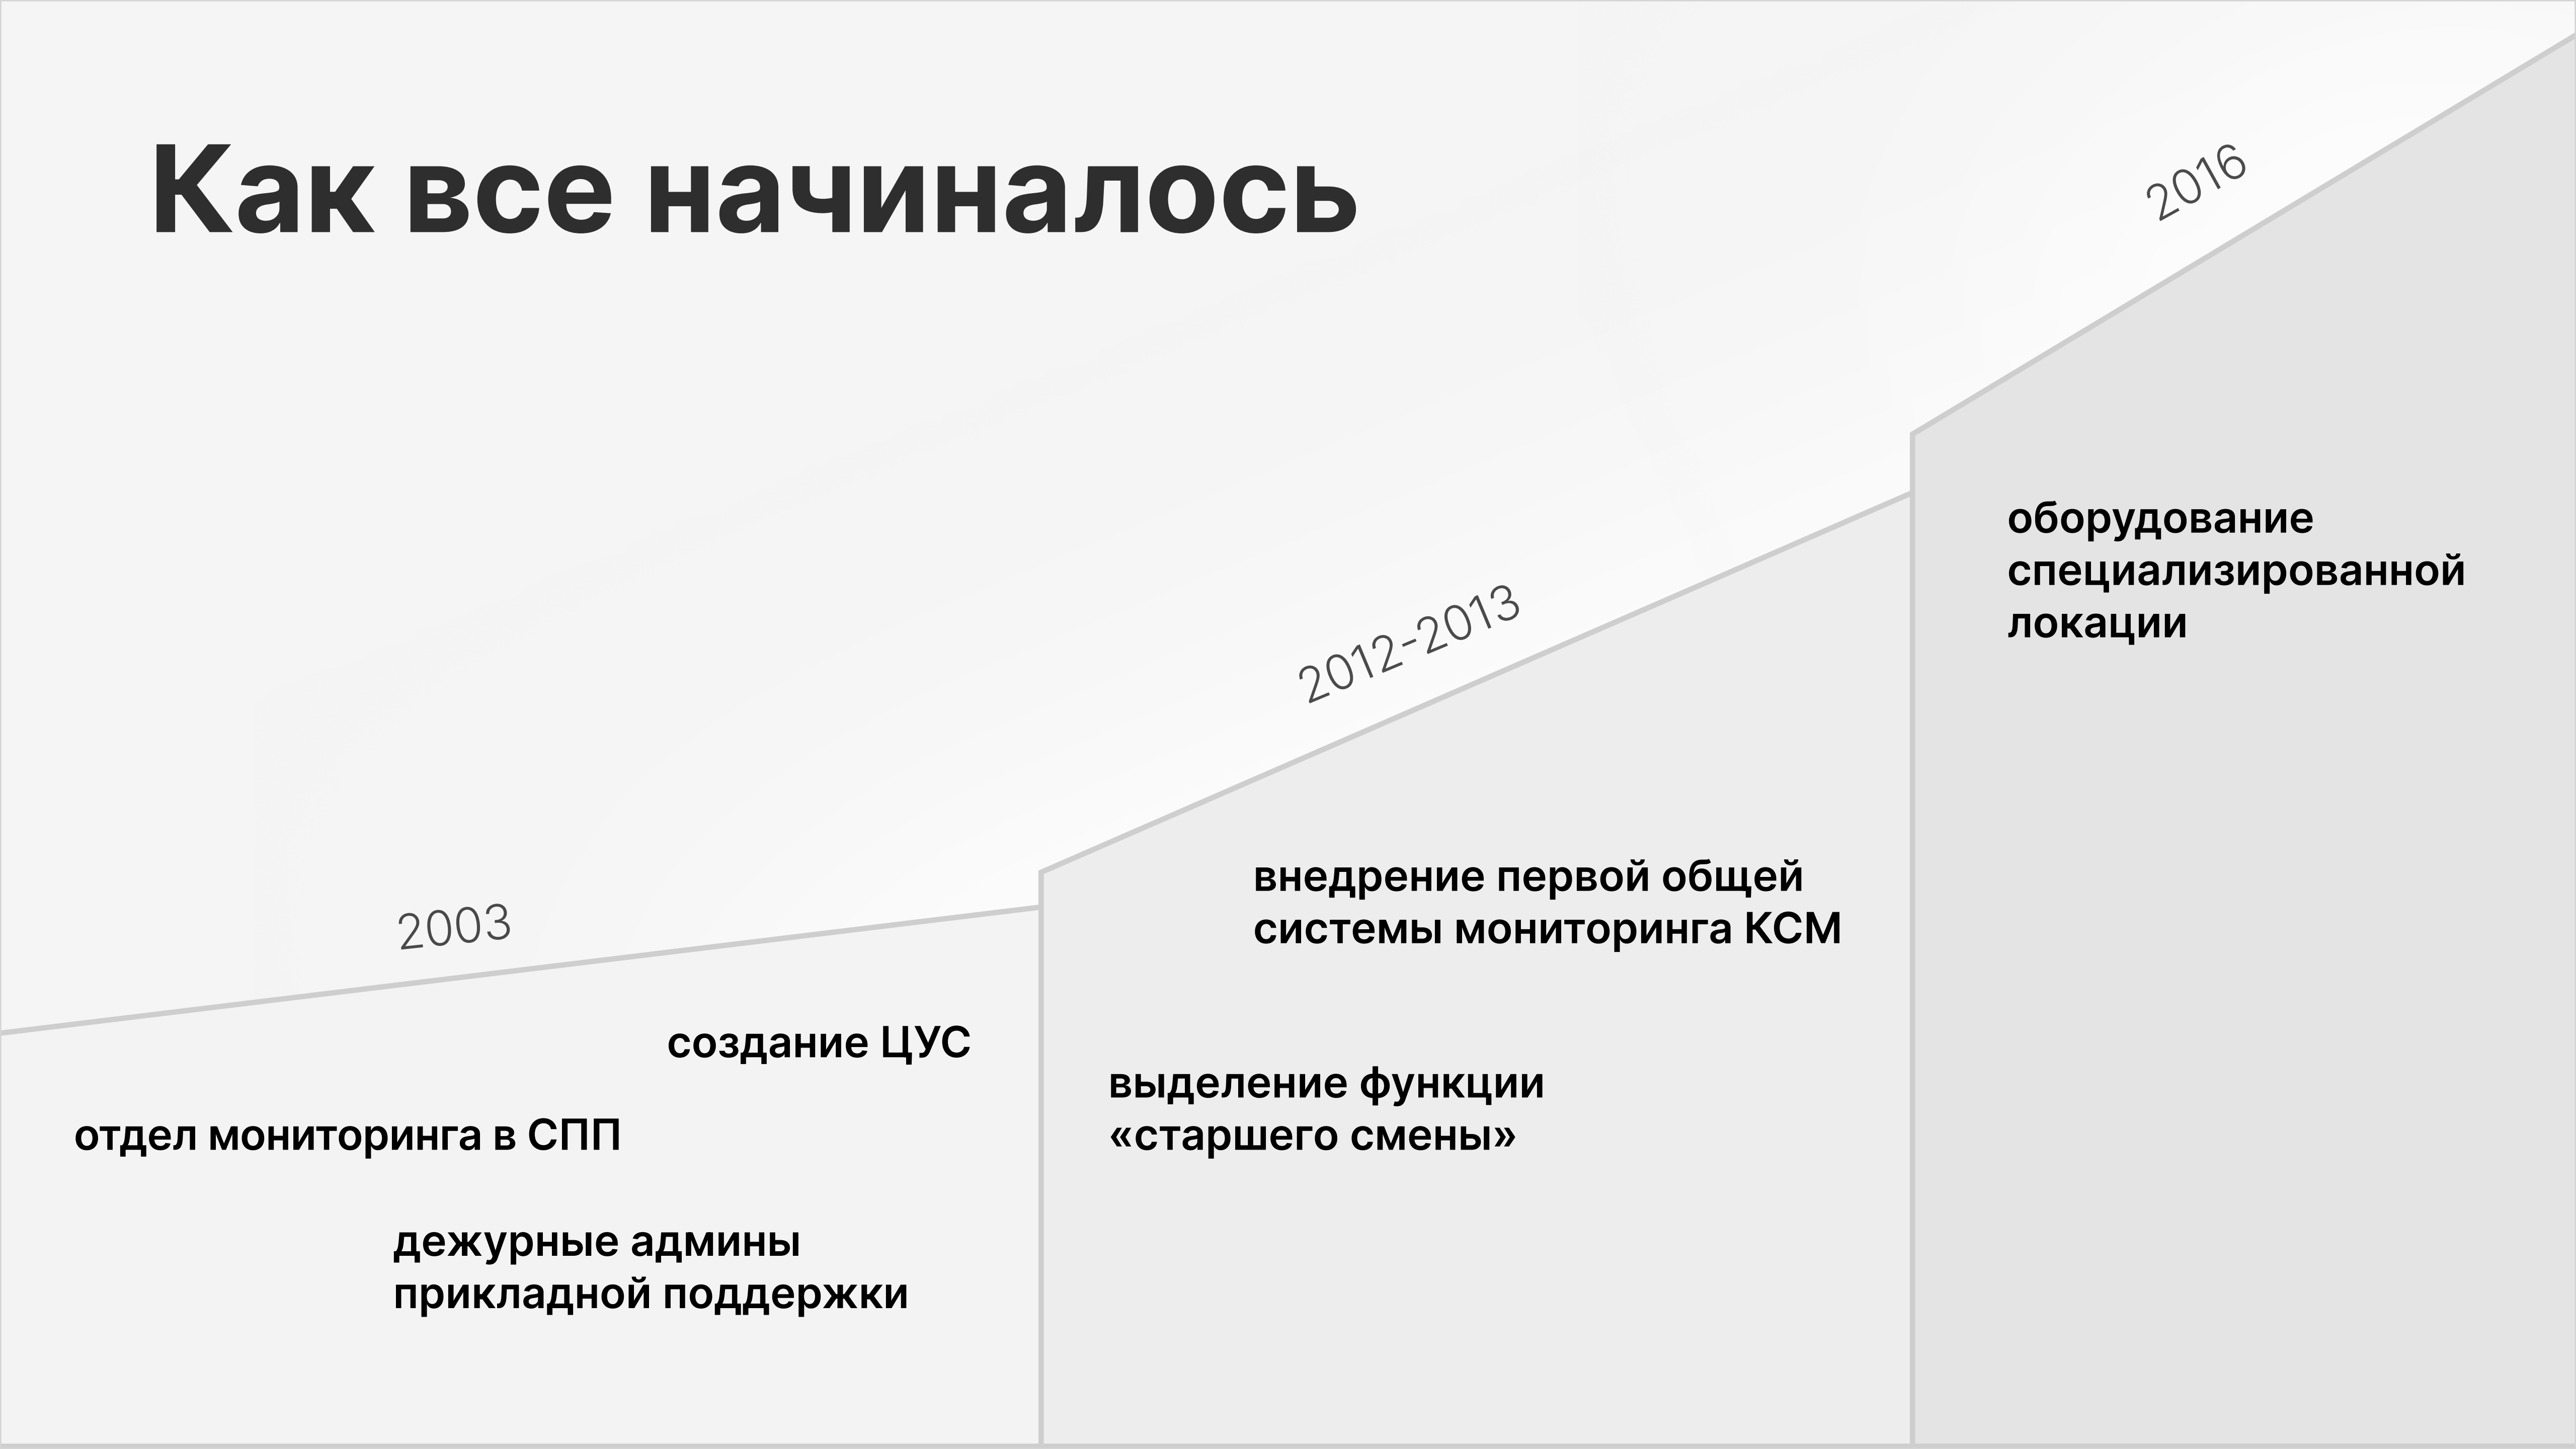 Как все начиналось
2003
создание ЦУС
отдел мониторинга в СПП
дежурные админы
прикладной поддержки
2012-2013
внедрение первой общей
системы мониторинга КСМ
выделение функции
«старшего смены»
2016
оборудование
специализированной
локации